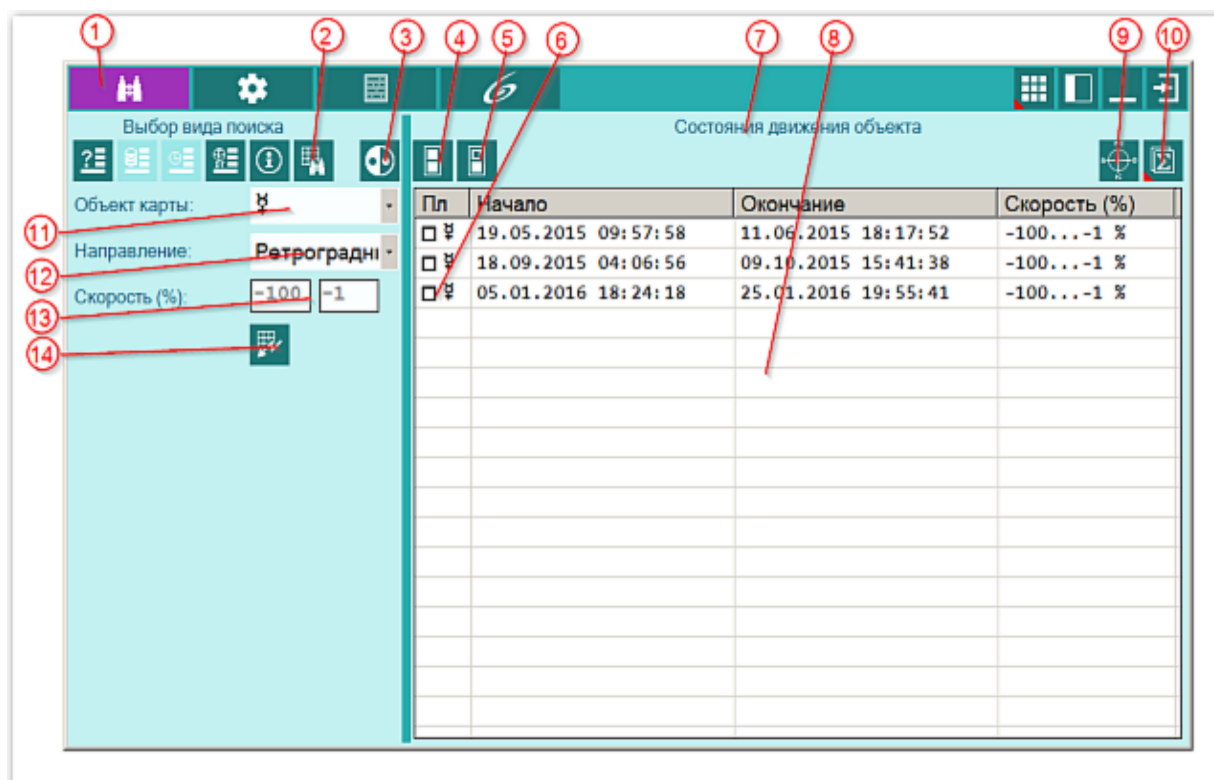 1 2 3 4 5 6 7 8 9 10
Выбор вида поиска
Состояния движения объекта
Объект карты: ☿
11
Направление:
12
Скорость (%): -100 -1
13
14
Пл Начало Окончание Скорость (%)
☿ 19.05.2015 09:57:58 11.06.2015 18:17:52 -100...-1 %
☿ 18.09.2015 04:06:56 09.10.2015 15:41:38 -100...-1 %
☿ 05.01.2016 18:24:18 25.01.2016 19:55:41 -100...-1 %